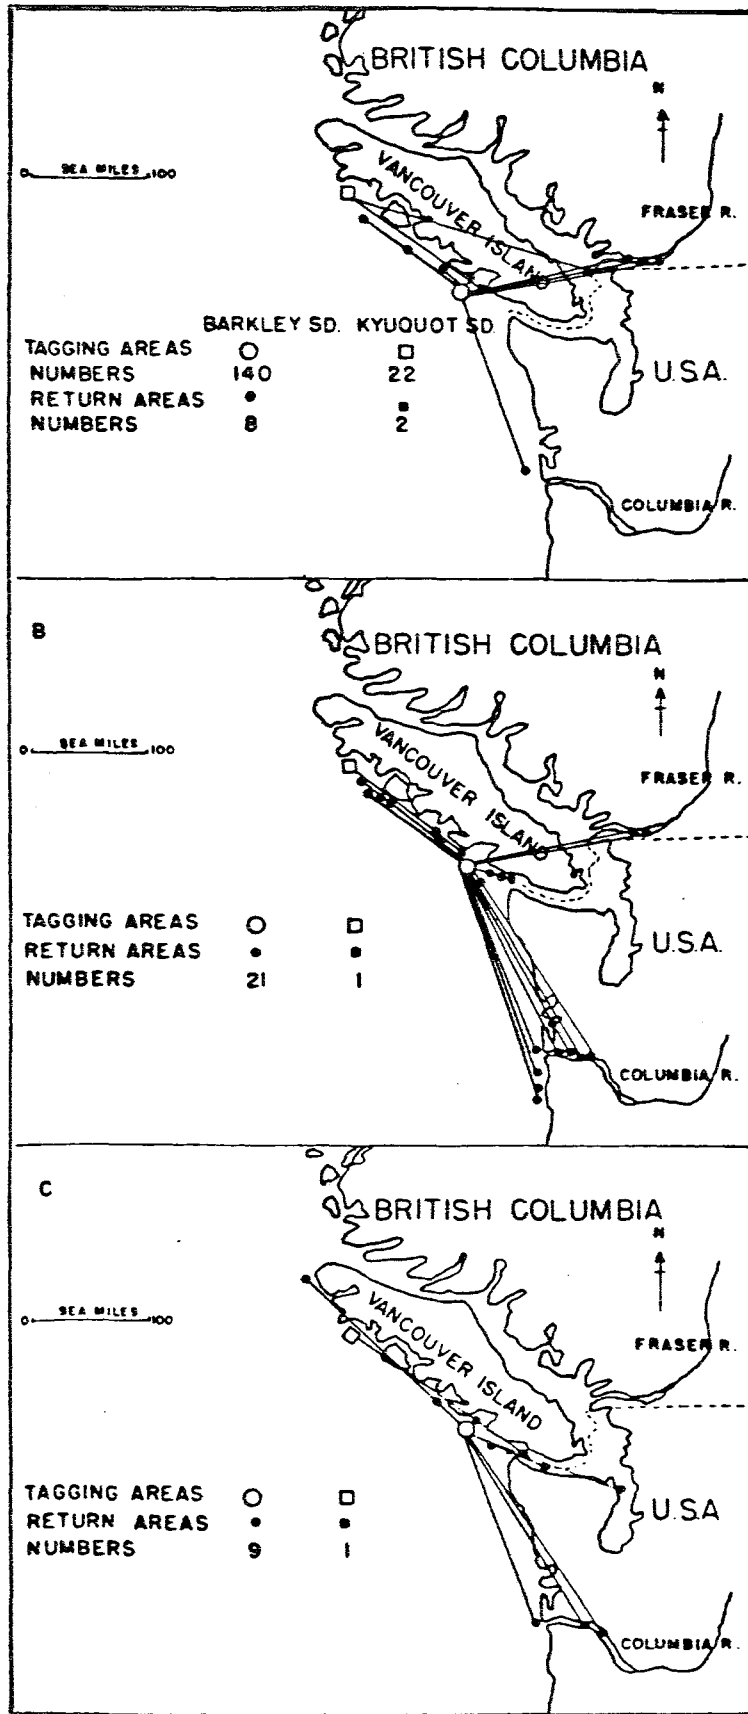 BRITISH COLUMBIA
N
0 SEA MILES 100
VANCOUVER ISLAND
FRASER R.
BARKLEY SD. KYUQUOT SD.
TAGGING AREAS
NUMBERS 140 22
RETURN AREAS
NUMBERS 8 2
U.S.A.
COLUMBIA R.
B
BRITISH COLUMBIA
N
0 SEA MILES 100
VANCOUVER ISLAND
FRASER R.
TAGGING AREAS
RETURN AREAS
NUMBERS 21 1
U.S.A.
COLUMBIA R.
C
BRITISH COLUMBIA
N
0 SEA MILES 100
VANCOUVER ISLAND
FRASER R.
TAGGING AREAS
RETURN AREAS
NUMBERS 9 1
U.S.A
COLUMBIA R.